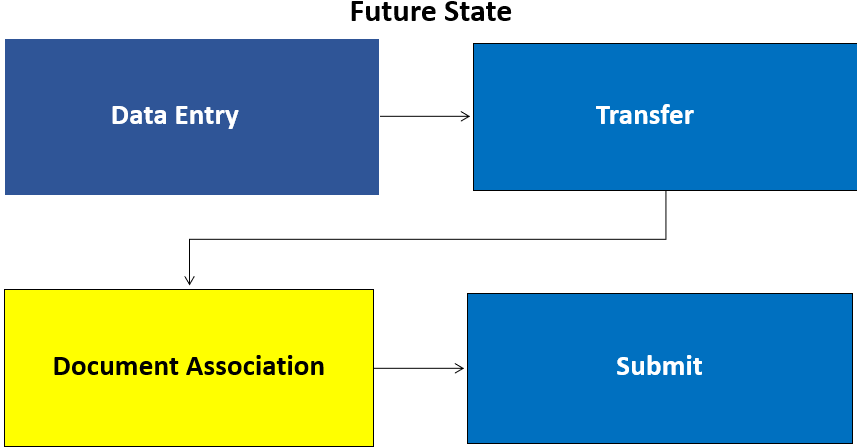 Future State
Data Entry
Transfer
Document Association
Submit